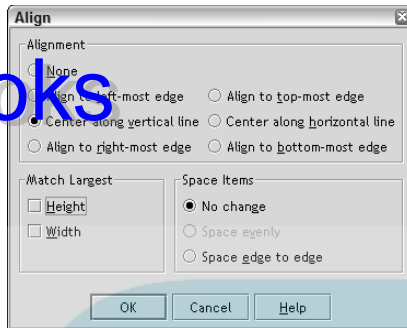 Align
Alignment
None
Align to left-most edge Align to top-most edge
oks
Center along vertical line Center along horizontal line
Align to right-most edge Align to bottom-most edge
Match Largest Space Items
Height No change
Width Space evenly
Space edge to edge
OK Cancel Help